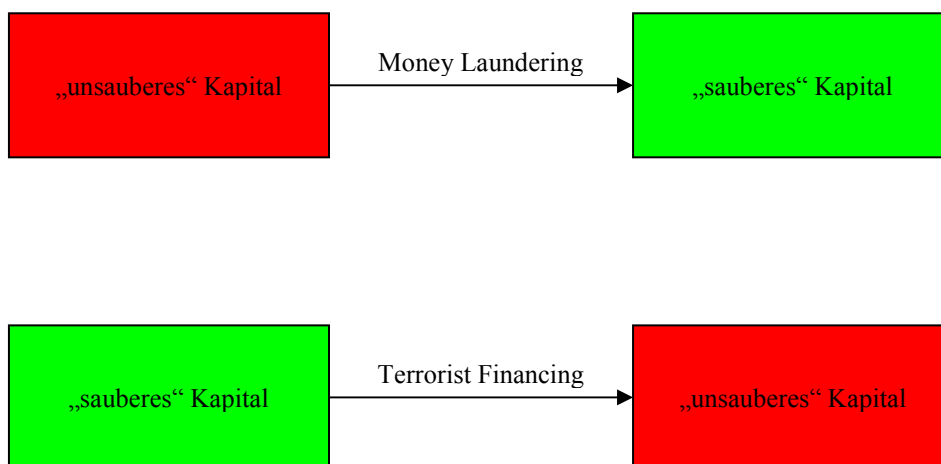 Money Laundering
„unsauberes“ Kapital
„sauberes“ Kapital
Terrorist Financing
„sauberes“ Kapital
„unsauberes“ Kapital